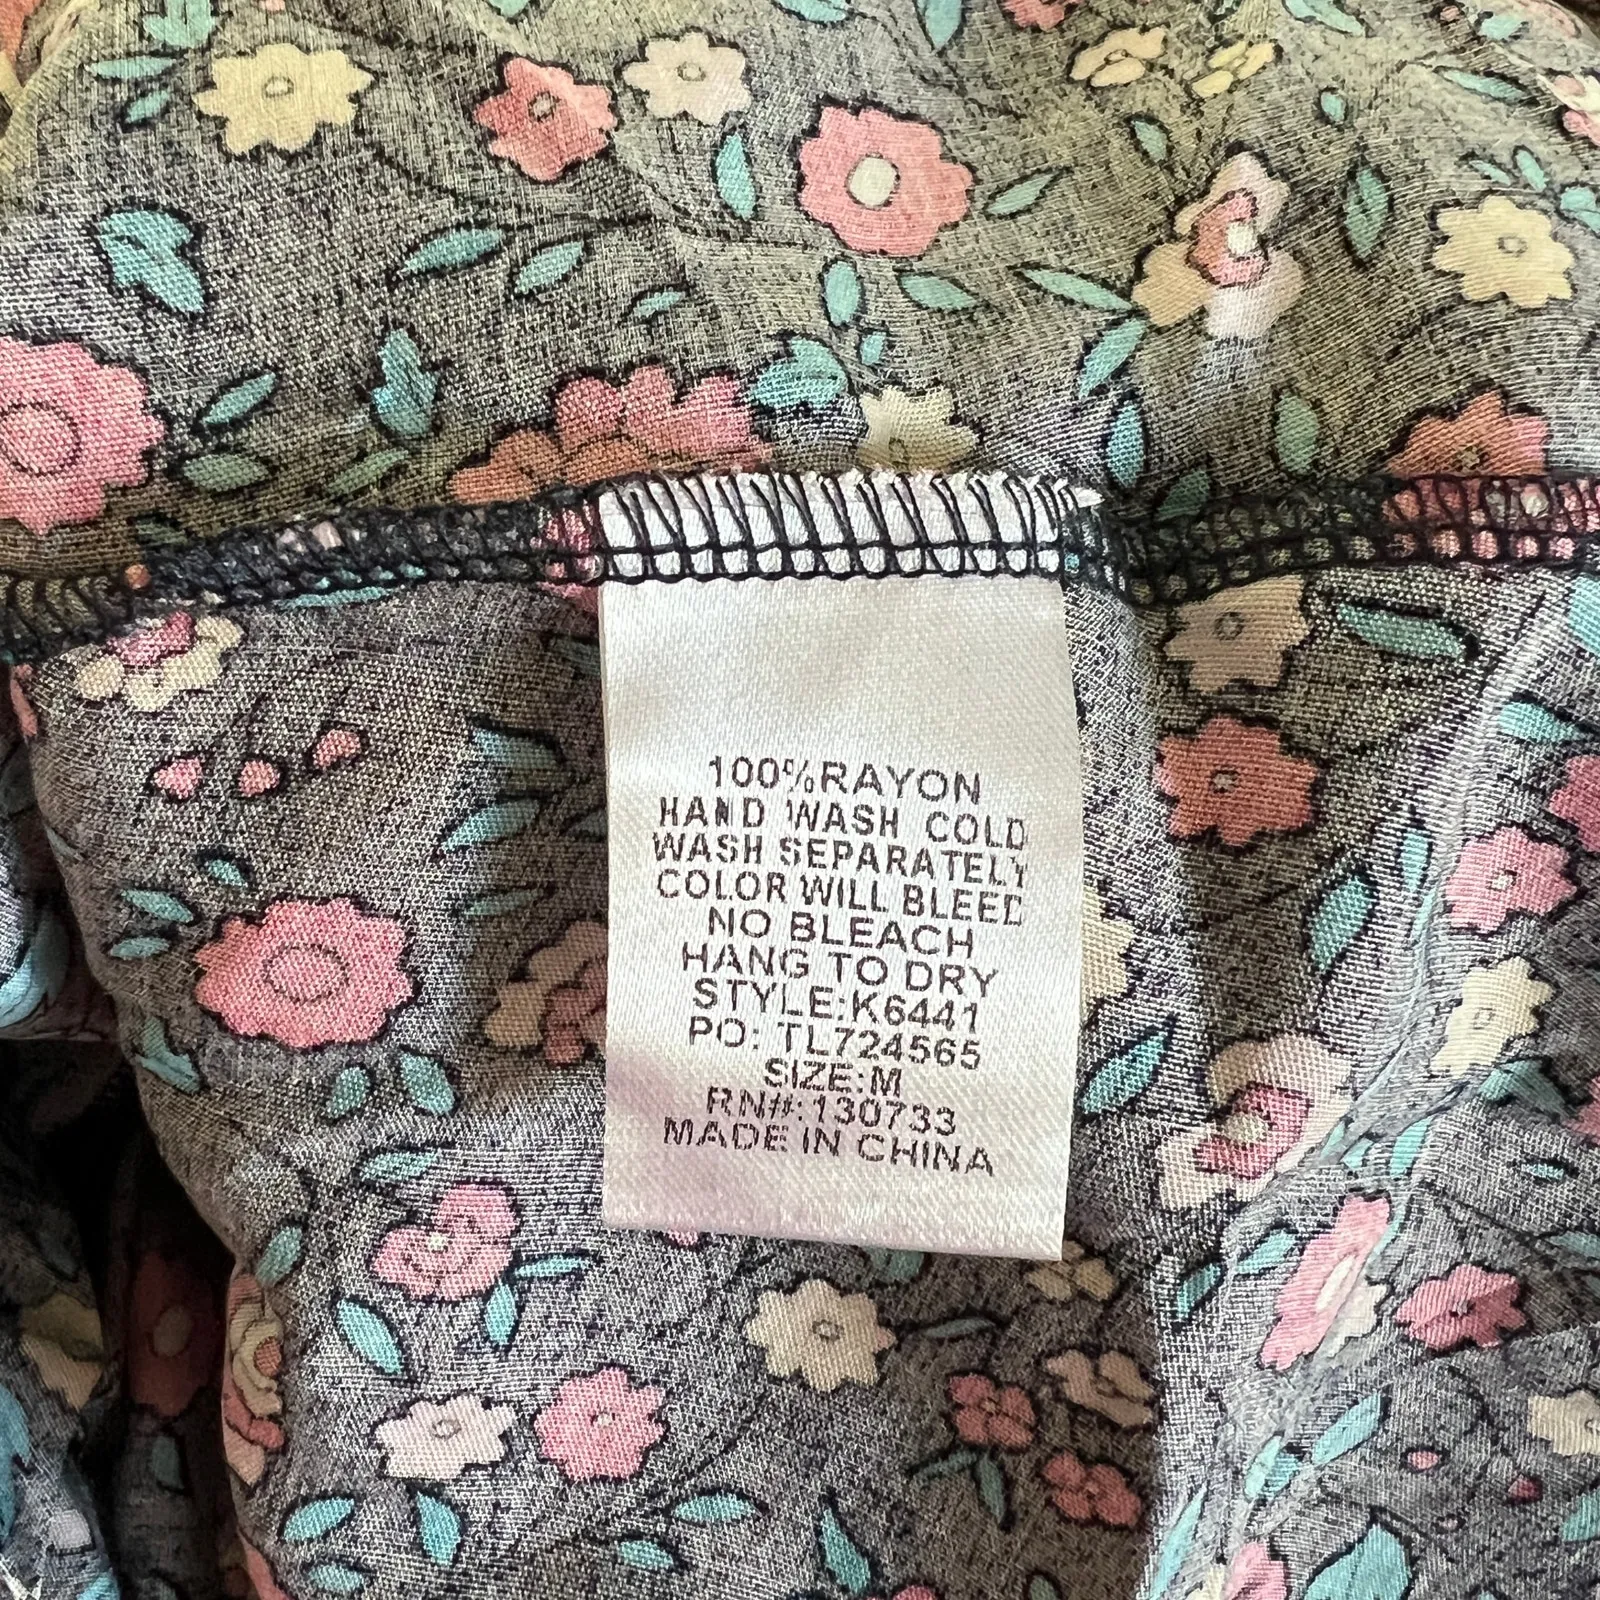 100%RAYON
HAND WASH COLD
WASH SEPARATELY
COLOR WILL BLEED
NO BLEACH
HANG TO DRY
STYLE:K6441
PO: TL724565
SIZE:M
RN#:130733
MADE IN CHINA